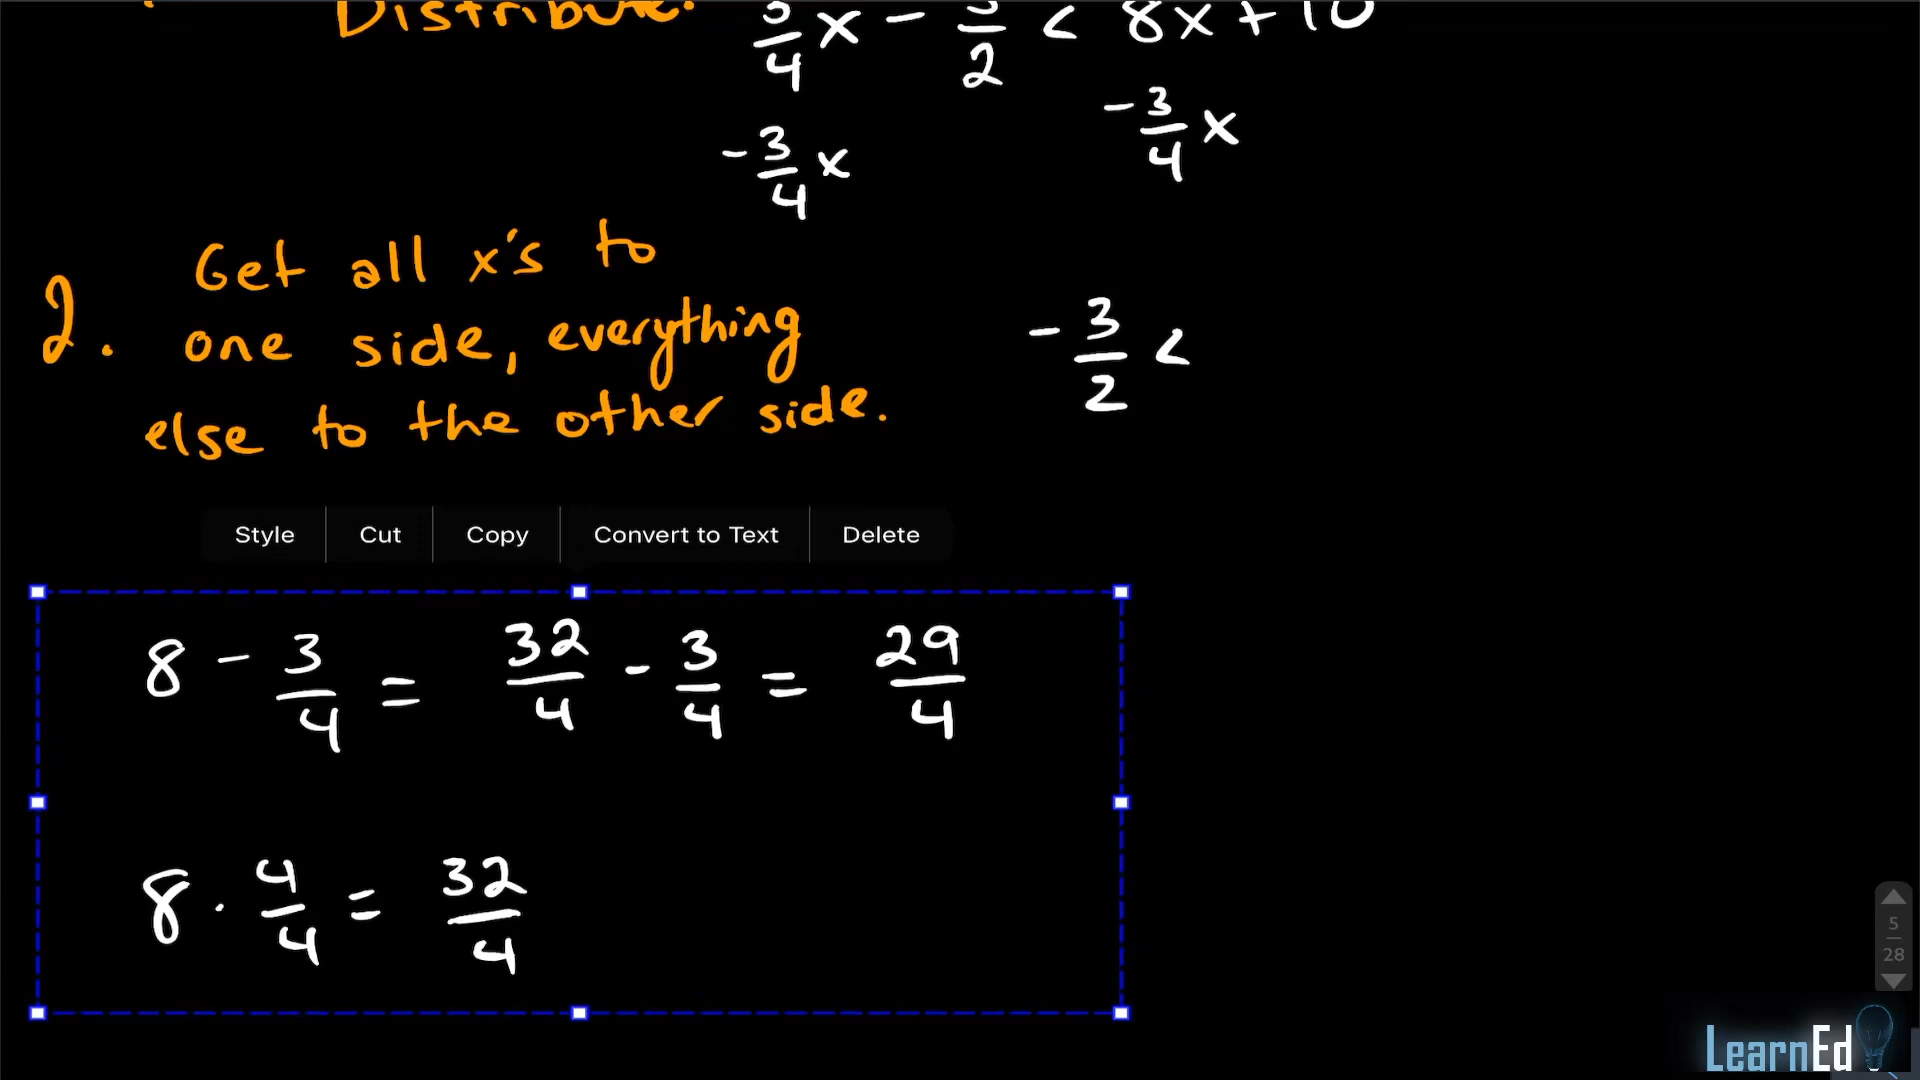 Distribute: 3/4 x - 3/2 < 8x + 10
-3/4 x -3/4 x
2. Get all x's to
one side, everything
else to the other side.
-3/2 <
Style Cut Copy Convert to Text Delete
8 - 3/4 = 32/4 - 3/4 = 29/4
8 · 4/4 = 32/4
5
28
LearnEd